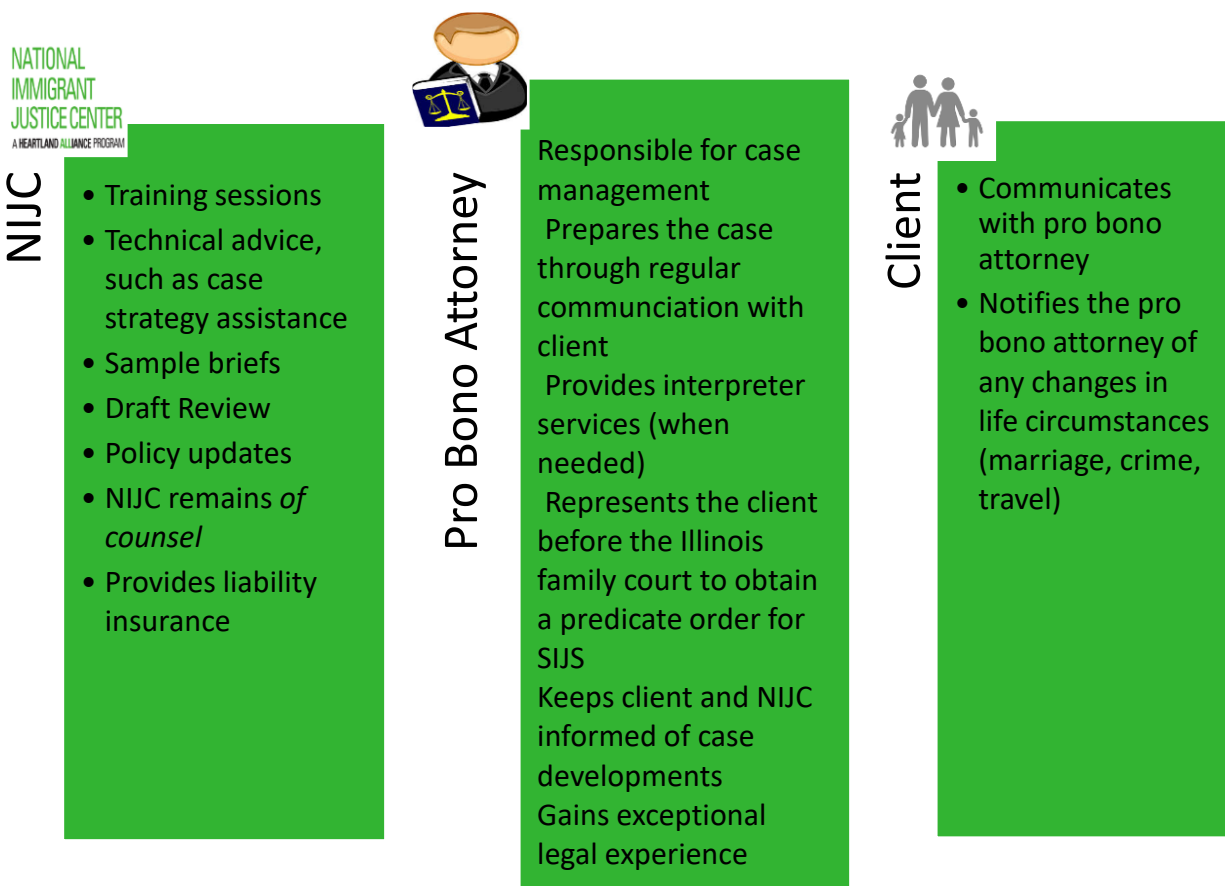 NATIONAL
IMMIGRANT
JUSTICE CENTER
A HEARTLAND ALLIANCE PROGRAM
NIJC
• Training sessions
• Technical advice,
such as case
strategy assistance
• Sample briefs
• Draft Review
• Policy updates
• NIJC remains of
counsel
• Provides liability
insurance
Pro Bono Attorney
Responsible for case
management
Prepares the case
through regular
communciation with
client
Provides interpreter
services (when
needed)
Represents the client
before the Illinois
family court to obtain
a predicate order for
SIJS
Keeps client and NIJC
informed of case
developments
Gains exceptional
legal experience
Client
• Communicates
with pro bono
attorney
• Notifies the pro
bono attorney of
any changes in
life circumstances
(marriage, crime,
travel)